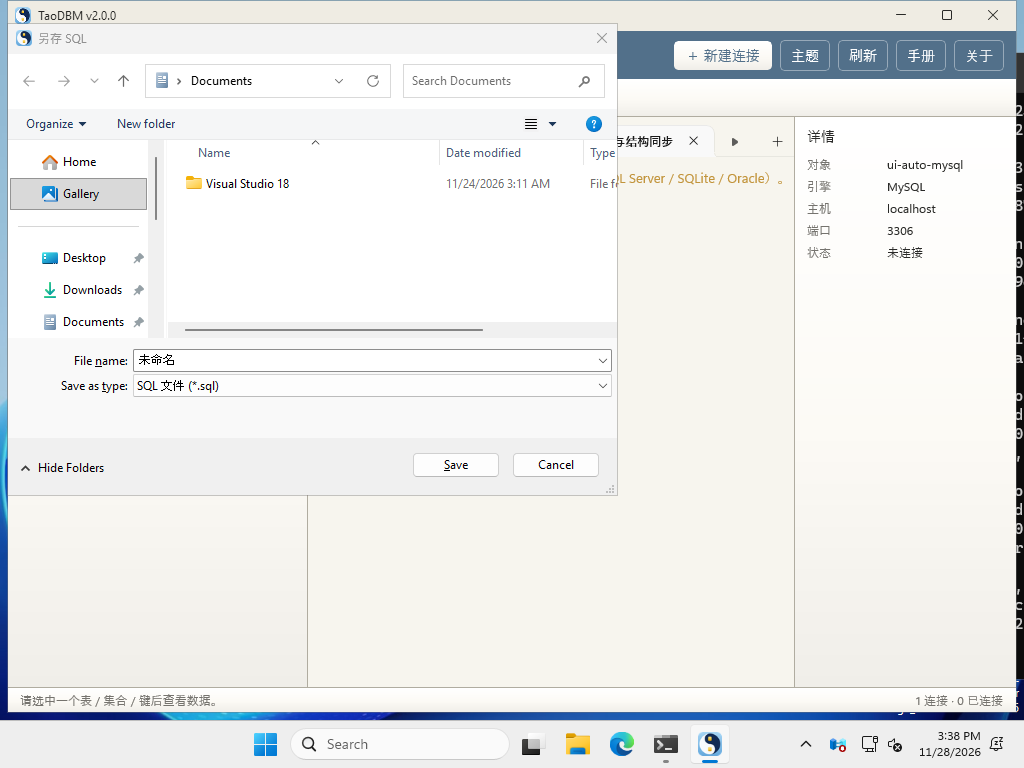 TaoDBM v2.0.0
另存 SQL
+ 新建连接
主题
刷新
手册
关于
Documents
Search Documents
Organize
New folder
Home
Gallery
Desktop
Downloads
Documents
Name
Date modified
Type
Visual Studio 18
11/24/2026 3:11 AM
File f
File name:
未命名
Save as type:
SQL 文件 (*.sql)
Hide Folders
Save
Cancel
与结构同步
QL Server / SQLite / Oracle）。
详情
对象 ui-auto-mysql
引擎 MySQL
主机 localhost
端口 3306
状态 未连接
请选中一个表 / 集合 / 键后查看数据。
1 连接 · 0 已连接
Search
3:38 PM
11/28/2026